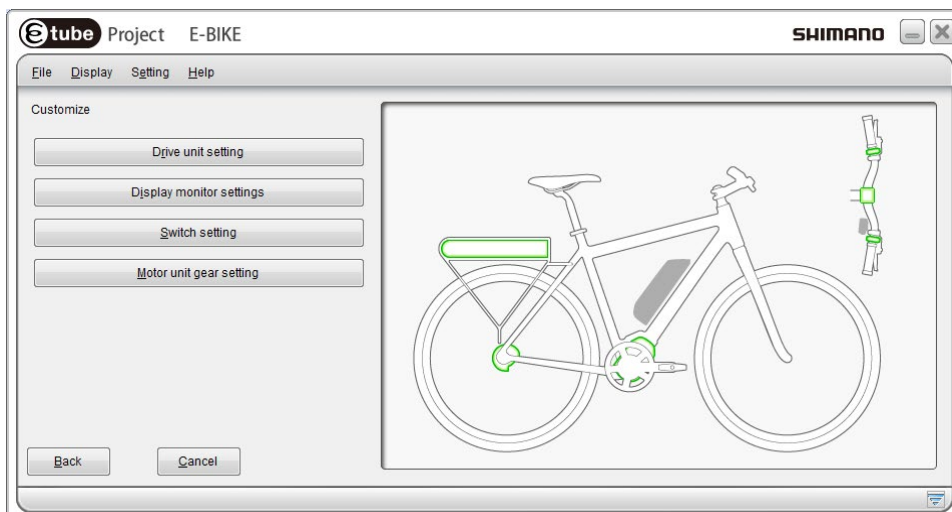 e tube Project E-BIKE
SHIMANO
File Display Setting Help
Customize
Drive unit setting
Display monitor settings
Switch setting
Motor unit gear setting
Back Cancel